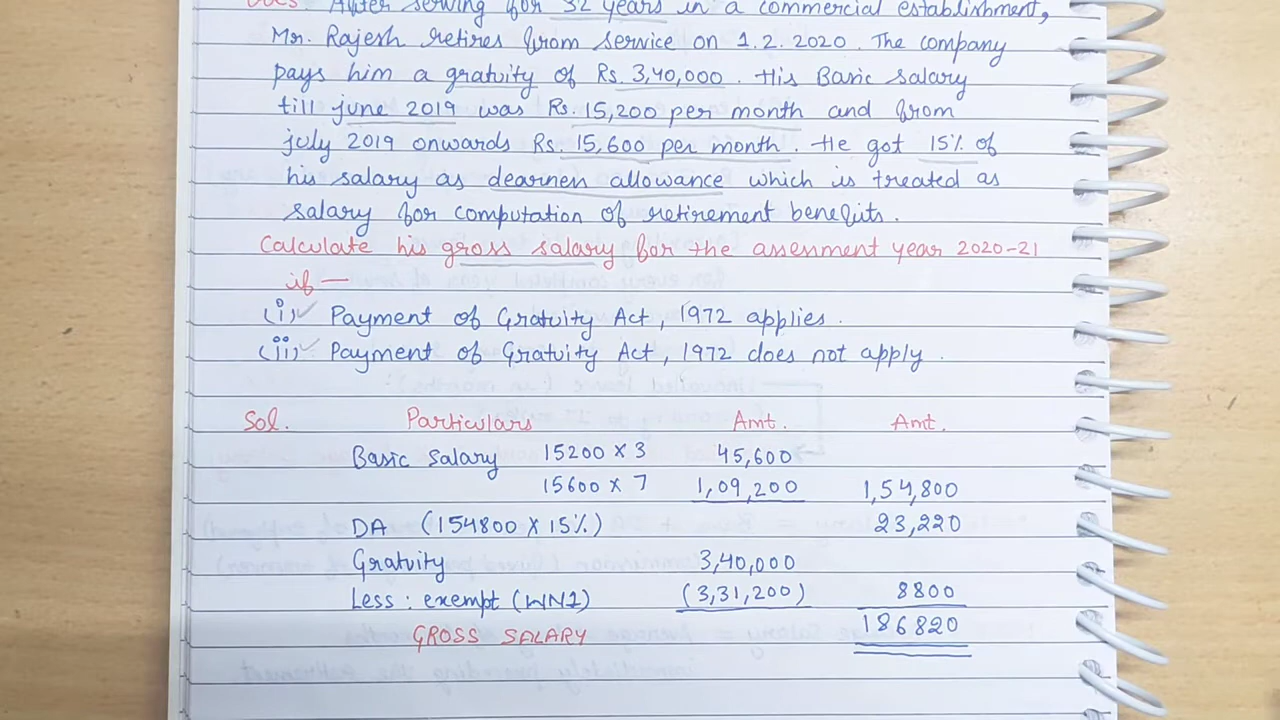 After serving for 32 years in a commercial establishment,
Mr. Rajesh retires from service on 1.2.2020. The company
pays him a gratuity of Rs. 3,40,000. His Basic salary
till june 2019 was Rs. 15,200 per month and from
july 2019 onwards Rs. 15,600 per month. He got 15% of
his salary as dearness allowance which is treated as
salary for computation of retirement benefits.
Calculate his gross salary for the assessment year 2020-21
if —
(i) Payment of Gratuity Act, 1972 applies.
(ii) Payment of Gratuity Act, 1972 does not apply.
Sol. Particulars Amt. Amt.
Basic Salary 15200 x 3 45,600
15600 x 7 1,09,200 1,54,800
DA (154800 x 15%) 23,220
Gratuity 3,40,000
Less : exempt (WN1) (3,31,200) 8800
GROSS SALARY 186820